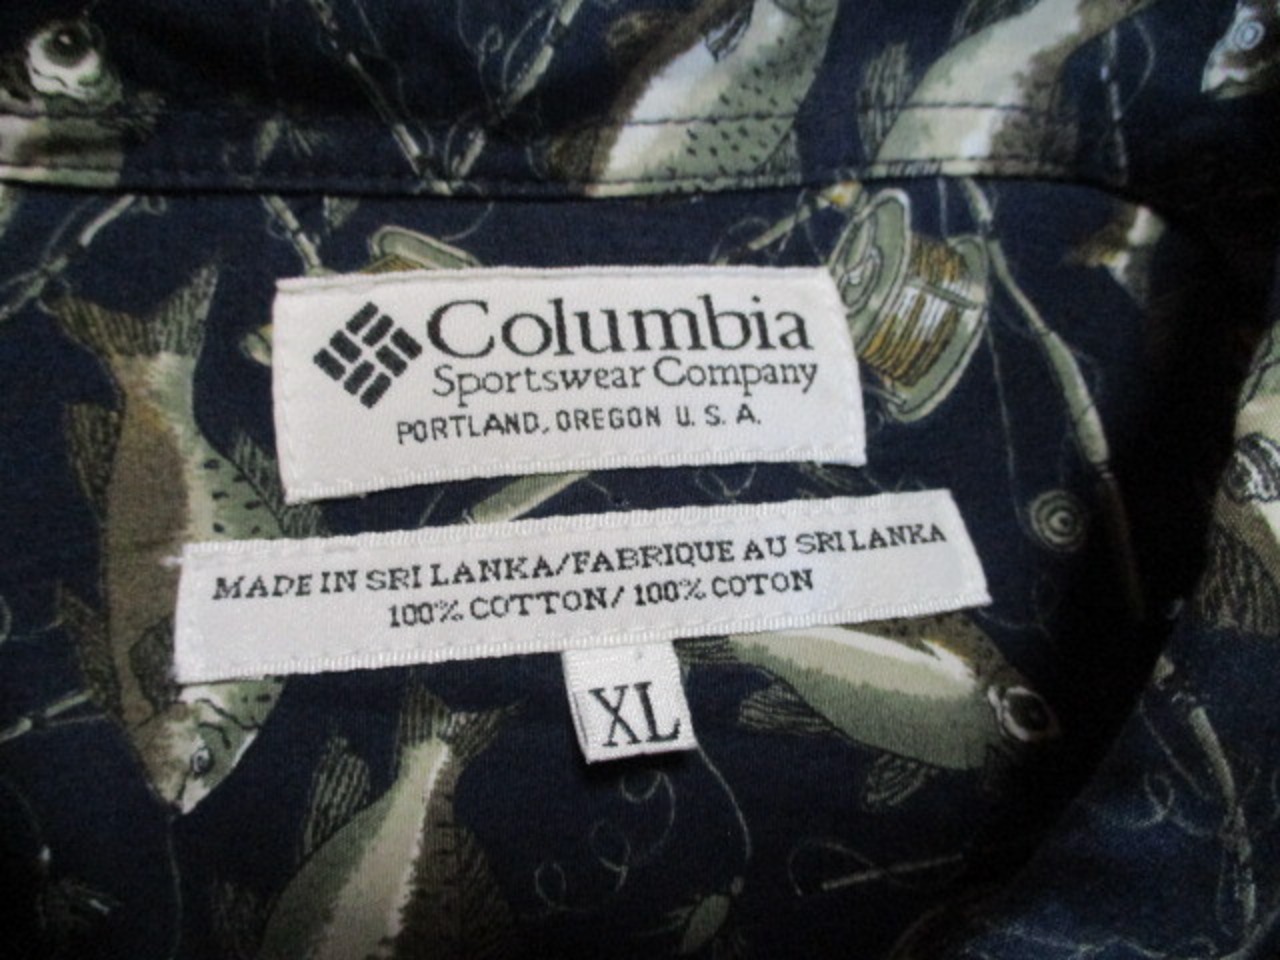 Columbia
Sportswear Company
PORTLAND, OREGON U. S. A.
MADE IN SRI LANKA/FABRIQUE AU SRI LANKA
100% COTTON/ 100% COTON
XL